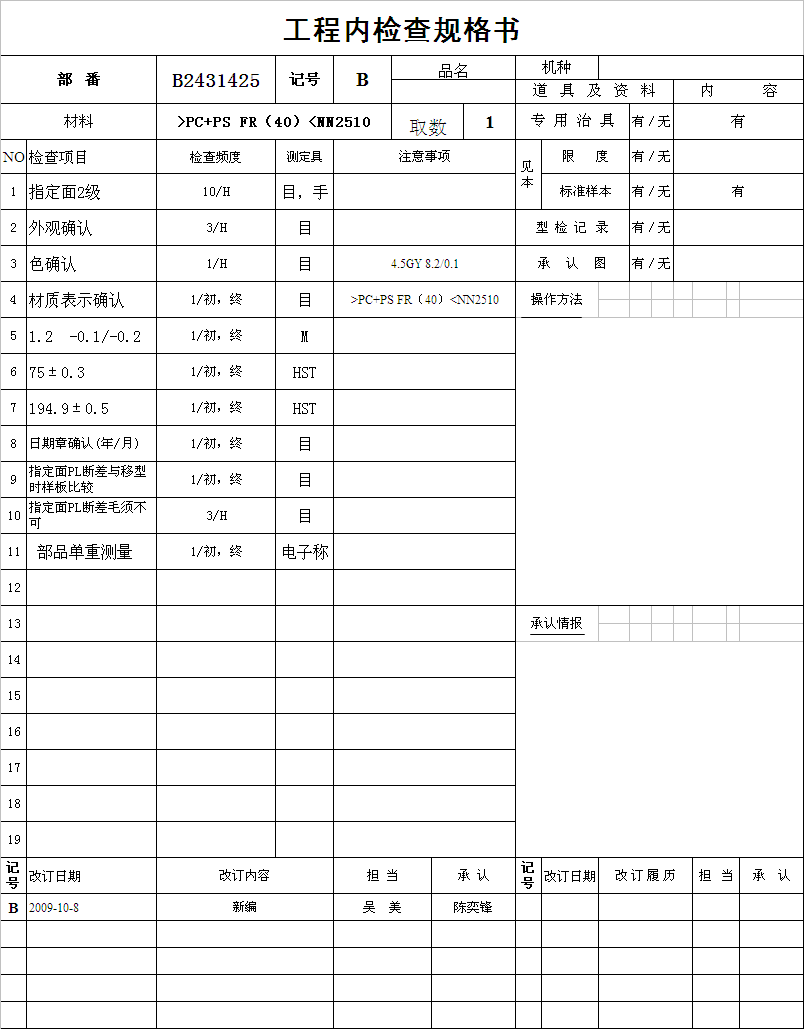 工程内检查规格书
部 番 B2431425 记号 B 品名 机种
道 具 及 资 料 内 容
材料 >PC+PS FR（40）<NN2510 取数 1 专 用 治 具 有/无 有
NO 检查项目 检查频度 测定具 注意事项 见本 限 度 有/无
1 指定面2级 10/H 目，手 标准样本 有/无 有
2 外观确认 3/H 目 型 检 记 录 有/无
3 色确认 1/H 目 4.5GY 8.2/0.1 承 认 图 有/无
4 材质表示确认 1/初，终 目 >PC+PS FR（40）<NN2510 操作方法
5 1.2 -0.1/-0.2 1/初，终 M
6 75±0.3 1/初，终 HST
7 194.9±0.5 1/初，终 HST
8 日期章确认(年/月) 1/初，终 目
9 指定面PL断差与移型时样板比较 1/初，终 目
10 指定面PL断差毛须不可 3/H 目
11 部品单重测量 1/初，终 电子称
12
13 承认情报
14
15
16
17
18
19
记号 改订日期 改订内容 担 当 承 认 记号 改订日期 改 订 履 历 担 当 承 认
B 2009-10-8 新编 吴 美 陈奕锋